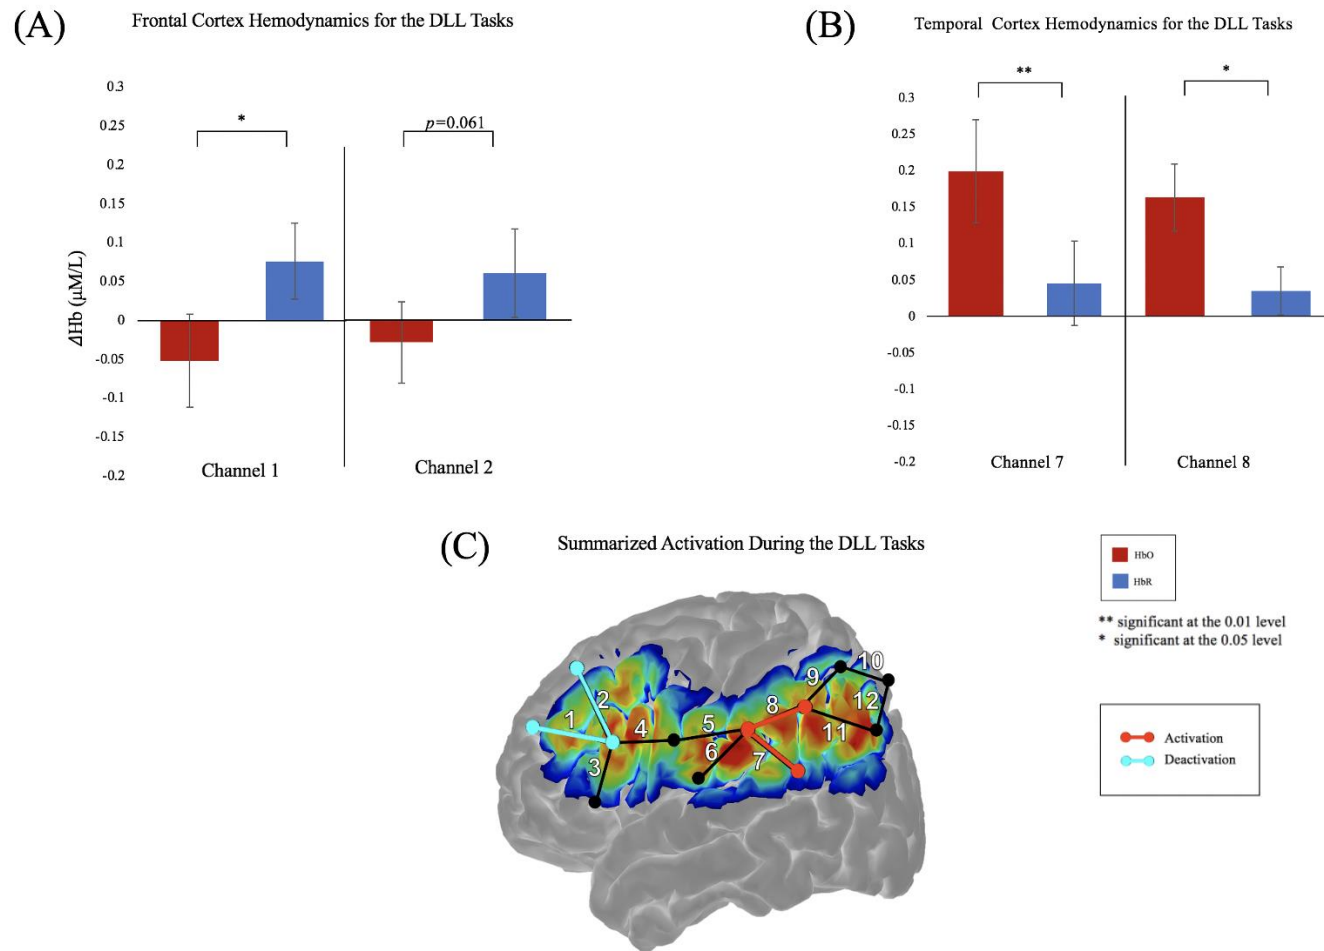 (A)
Frontal Cortex Hemodynamics for the DLL Tasks
0.3
0.25
0.2
0.15
0.1
0.05
0
-0.05
-0.1
-0.15
-0.2
ΔHb (μM/L)
*
p=0.061
Channel 1
Channel 2
(B)
Temporal Cortex Hemodynamics for the DLL Tasks
0.3
0.25
0.2
0.15
0.1
0.05
0
-0.05
-0.1
-0.15
-0.2
**
*
Channel 7
Channel 8
(C)
Summarized Activation During the DLL Tasks
1
2
3
4
5
6
7
8
9
10
11
12
HbO
HbR
** significant at the 0.01 level
* significant at the 0.05 level
Activation
Deactivation